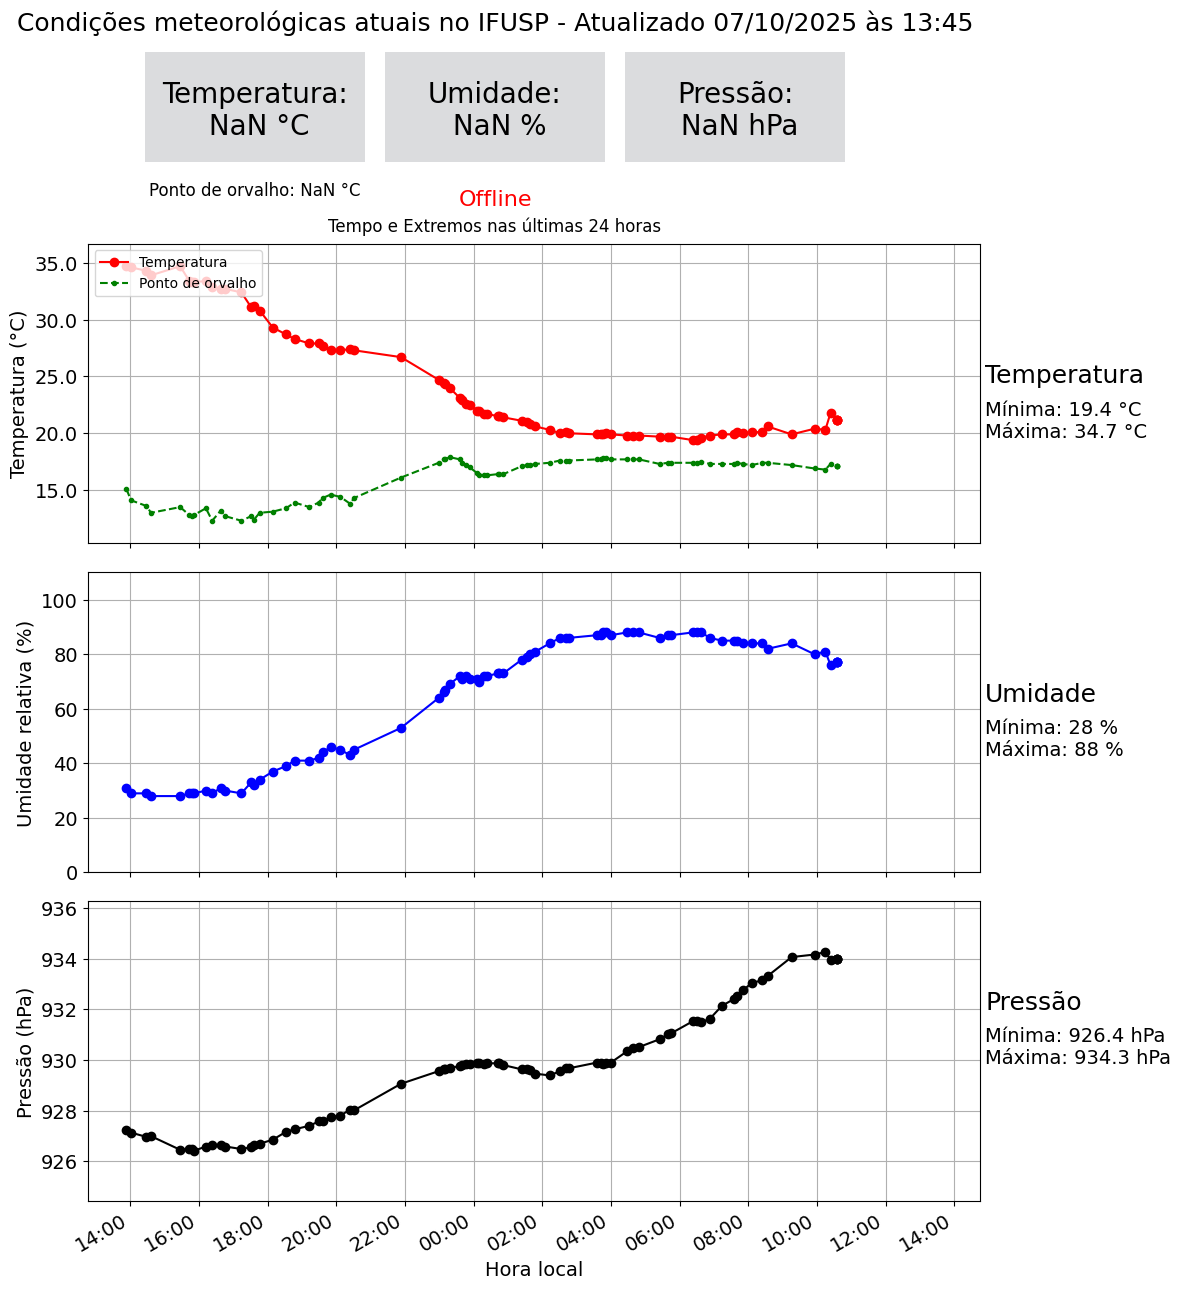 Condições meteorológicas atuais no IFUSP - Atualizado 07/10/2025 às 13:45
Temperatura:
NaN °C
Umidade:
NaN %
Pressão:
NaN hPa
Ponto de orvalho: NaN °C
Offline
Tempo e Extremos nas últimas 24 horas
Temperatura (°C)
35.0
30.0
25.0
20.0
15.0
Temperatura
Ponto de orvalho
Temperatura
Mínima: 19.4 °C
Máxima: 34.7 °C
Umidade relativa (%)
100
80
60
40
20
0
Umidade
Mínima: 28 %
Máxima: 88 %
Pressão (hPa)
936
934
932
930
928
926
Pressão
Mínima: 926.4 hPa
Máxima: 934.3 hPa
14:00 16:00 18:00 20:00 22:00 00:00 02:00 04:00 06:00 08:00 10:00 12:00 14:00
Hora local